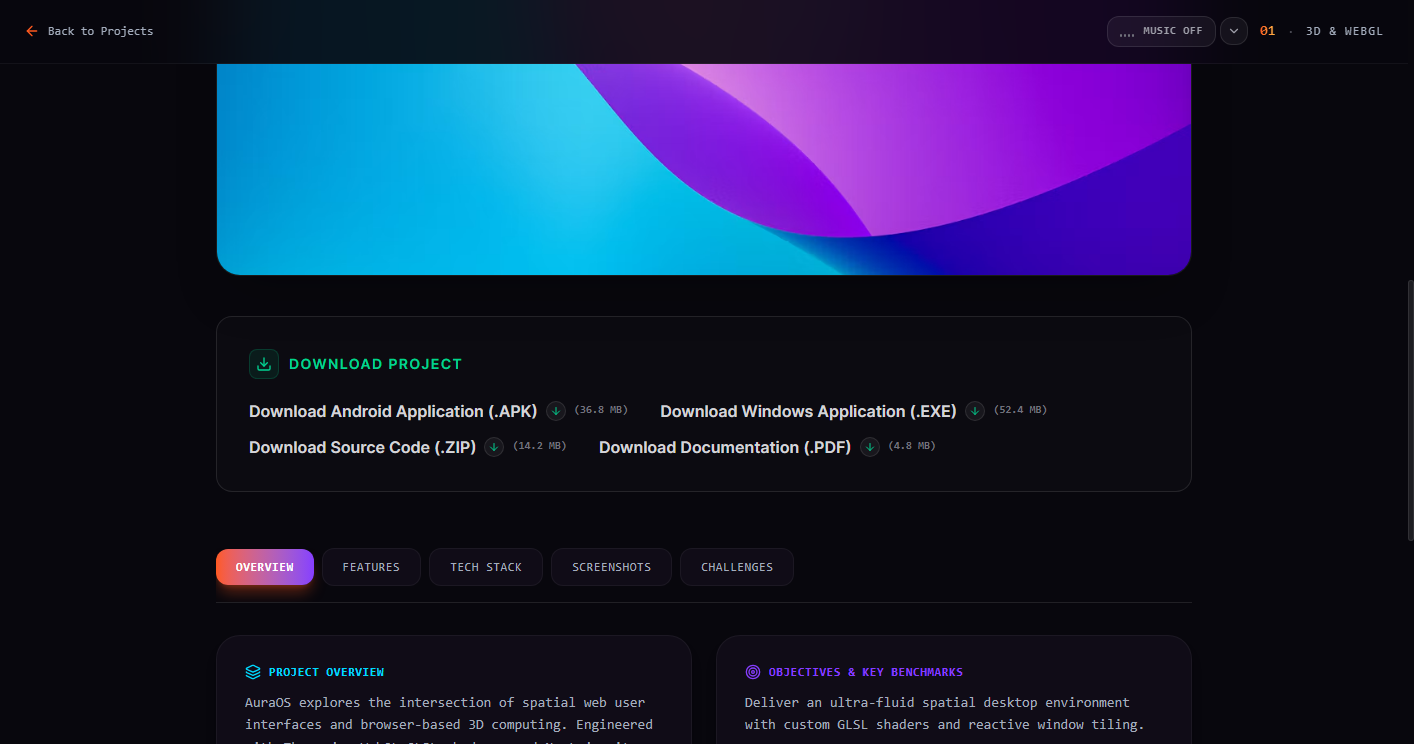 Back to Projects
MUSIC OFF
01 · 3D & WEBGL
DOWNLOAD PROJECT
Download Android Application (.APK) (36.8 MB) Download Windows Application (.EXE) (52.4 MB)
Download Source Code (.ZIP) (14.2 MB) Download Documentation (.PDF) (4.8 MB)
OVERVIEW FEATURES TECH STACK SCREENSHOTS CHALLENGES
PROJECT OVERVIEW
AuraOS explores the intersection of spatial web user
interfaces and browser-based 3D computing. Engineered
OBJECTIVES & KEY BENCHMARKS
Deliver an ultra-fluid spatial desktop environment
with custom GLSL shaders and reactive window tiling.